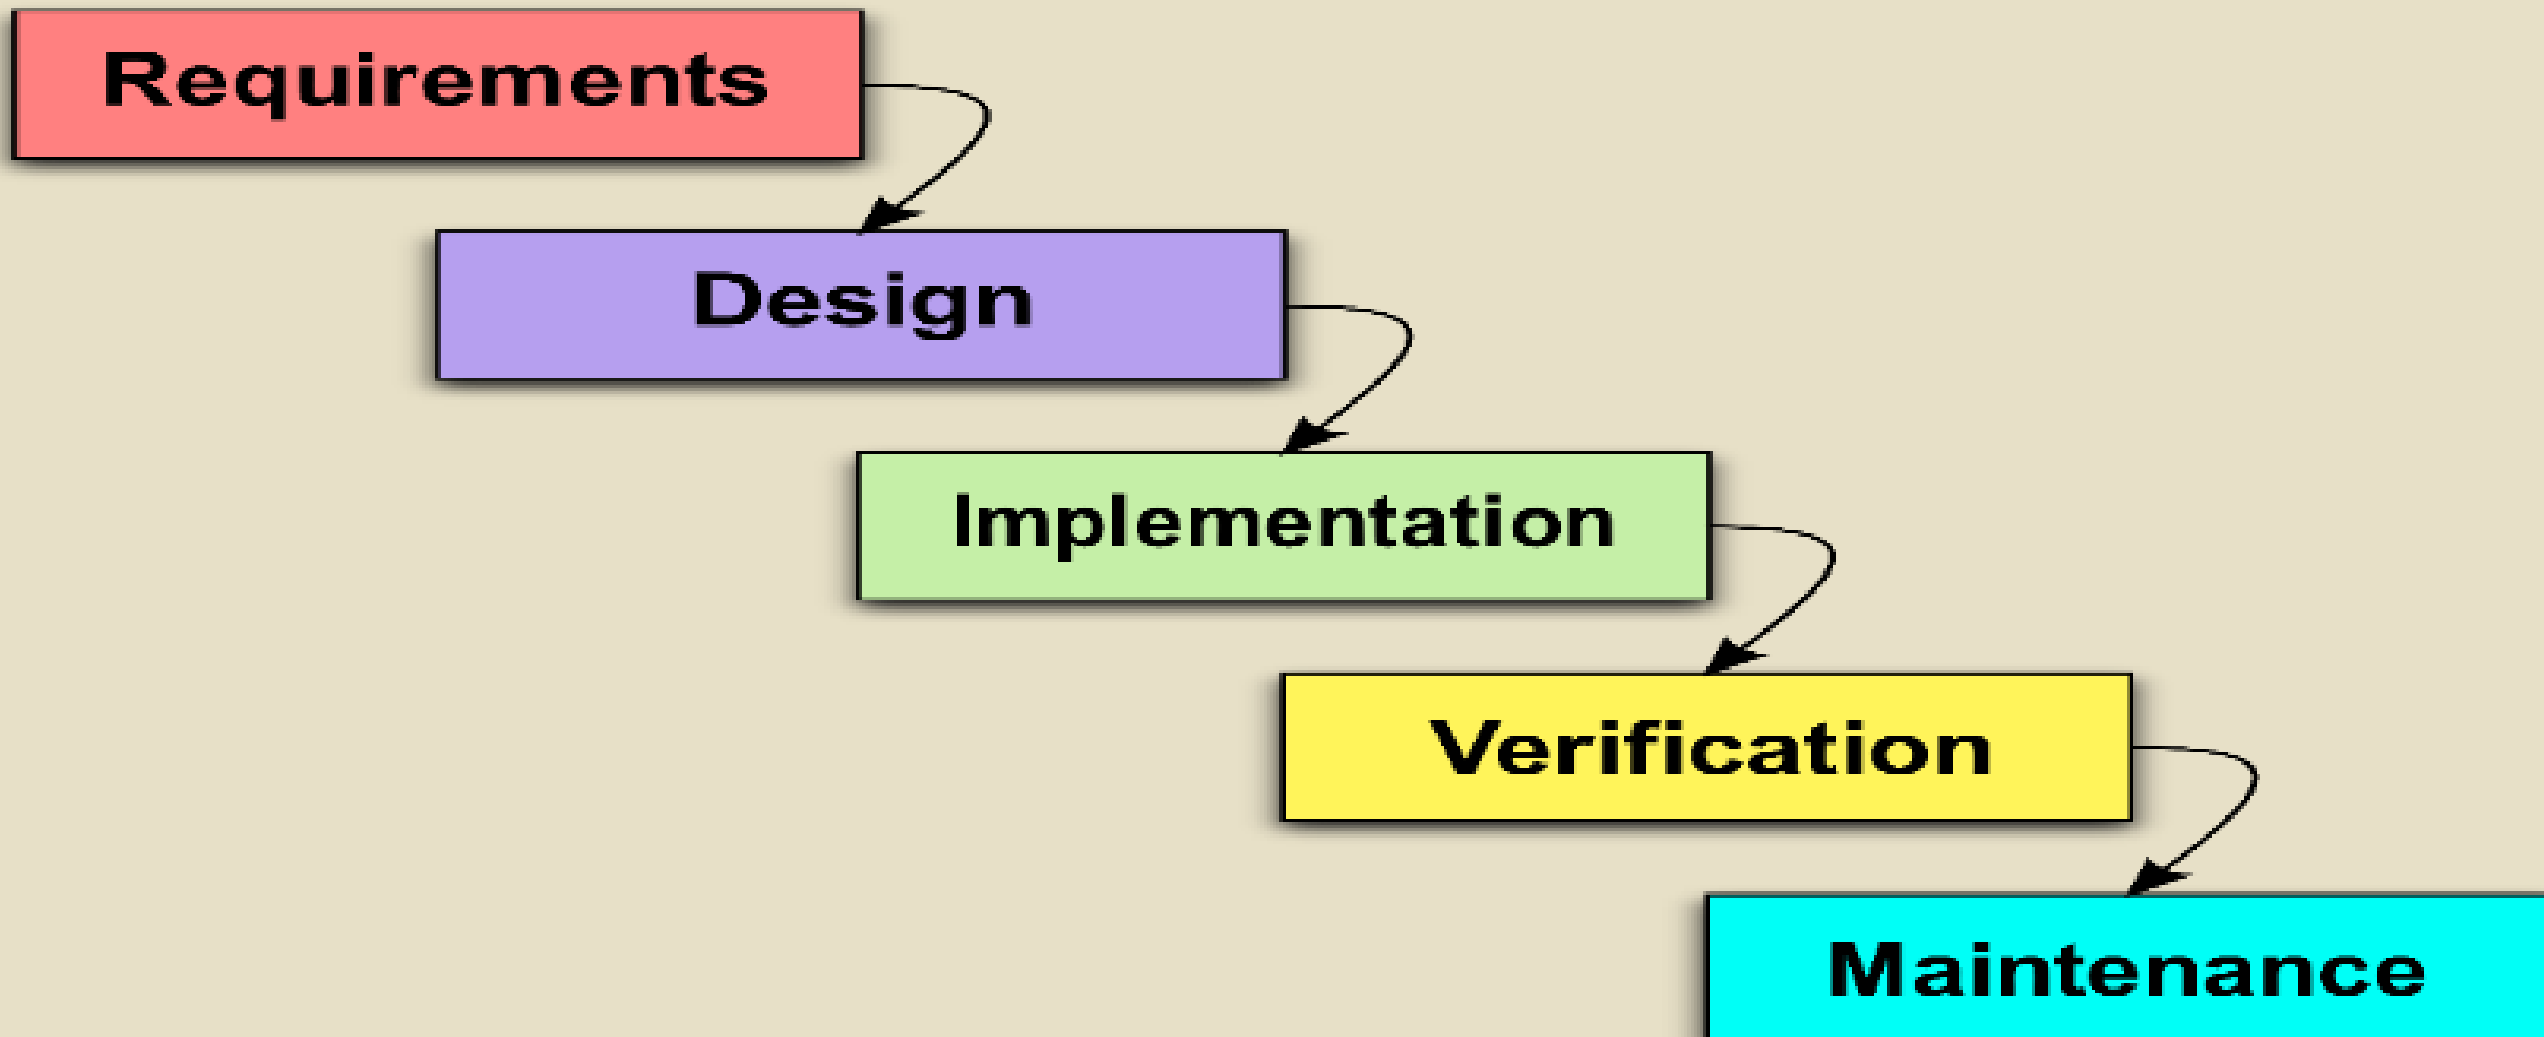 Requirements
Design
Implementation
Verification
Maintenance